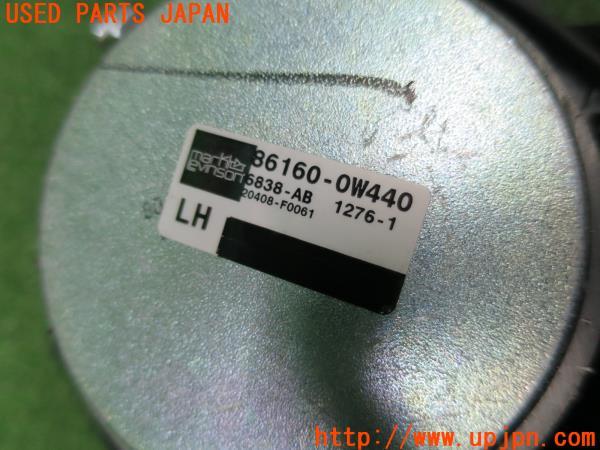 USED PARTS JAPAN
mark
levinson
86160-0W440
6838-AB 1276-1
20408-F0061
LH
http://www.upjpn.com